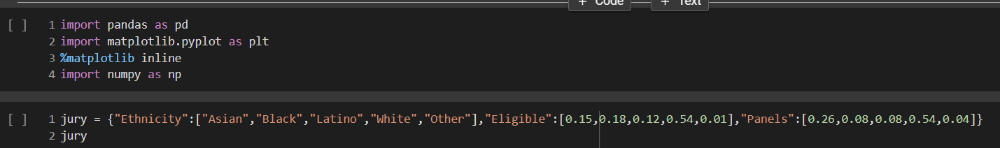 + Code + Text
[ ] 1 import pandas as pd
2 import matplotlib.pyplot as plt
3 %matplotlib inline
4 import numpy as np
[ ] 1 jury = {"Ethnicity":["Asian","Black","Latino","White","Other"],"Eligible":[0.15,0.18,0.12,0.54,0.01],"Panels":[0.26,0.08,0.08,0.54,0.04]}
2 jury